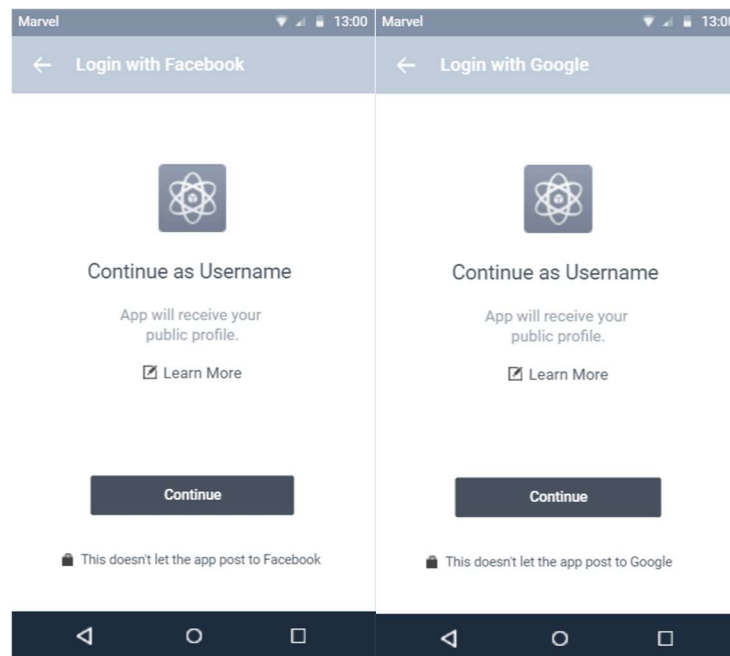 Marvel 13:00
Login with Facebook
Continue as Username
App will receive your
public profile.
Learn More
Continue
This doesn't let the app post to Facebook
Marvel 13:00
Login with Google
Continue as Username
App will receive your
public profile.
Learn More
Continue
This doesn't let the app post to Google